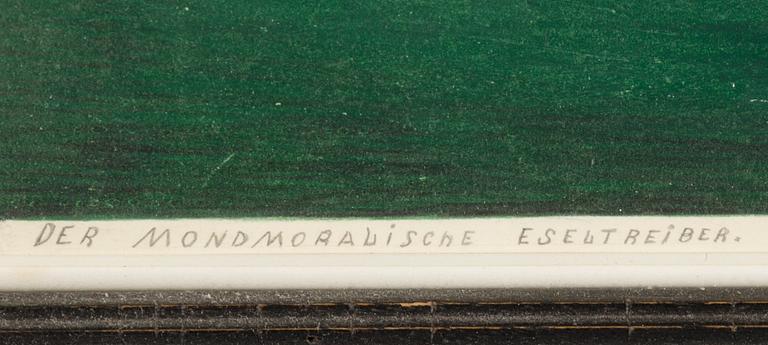 DER MONDMORALiSCHE ESELTREiBER.